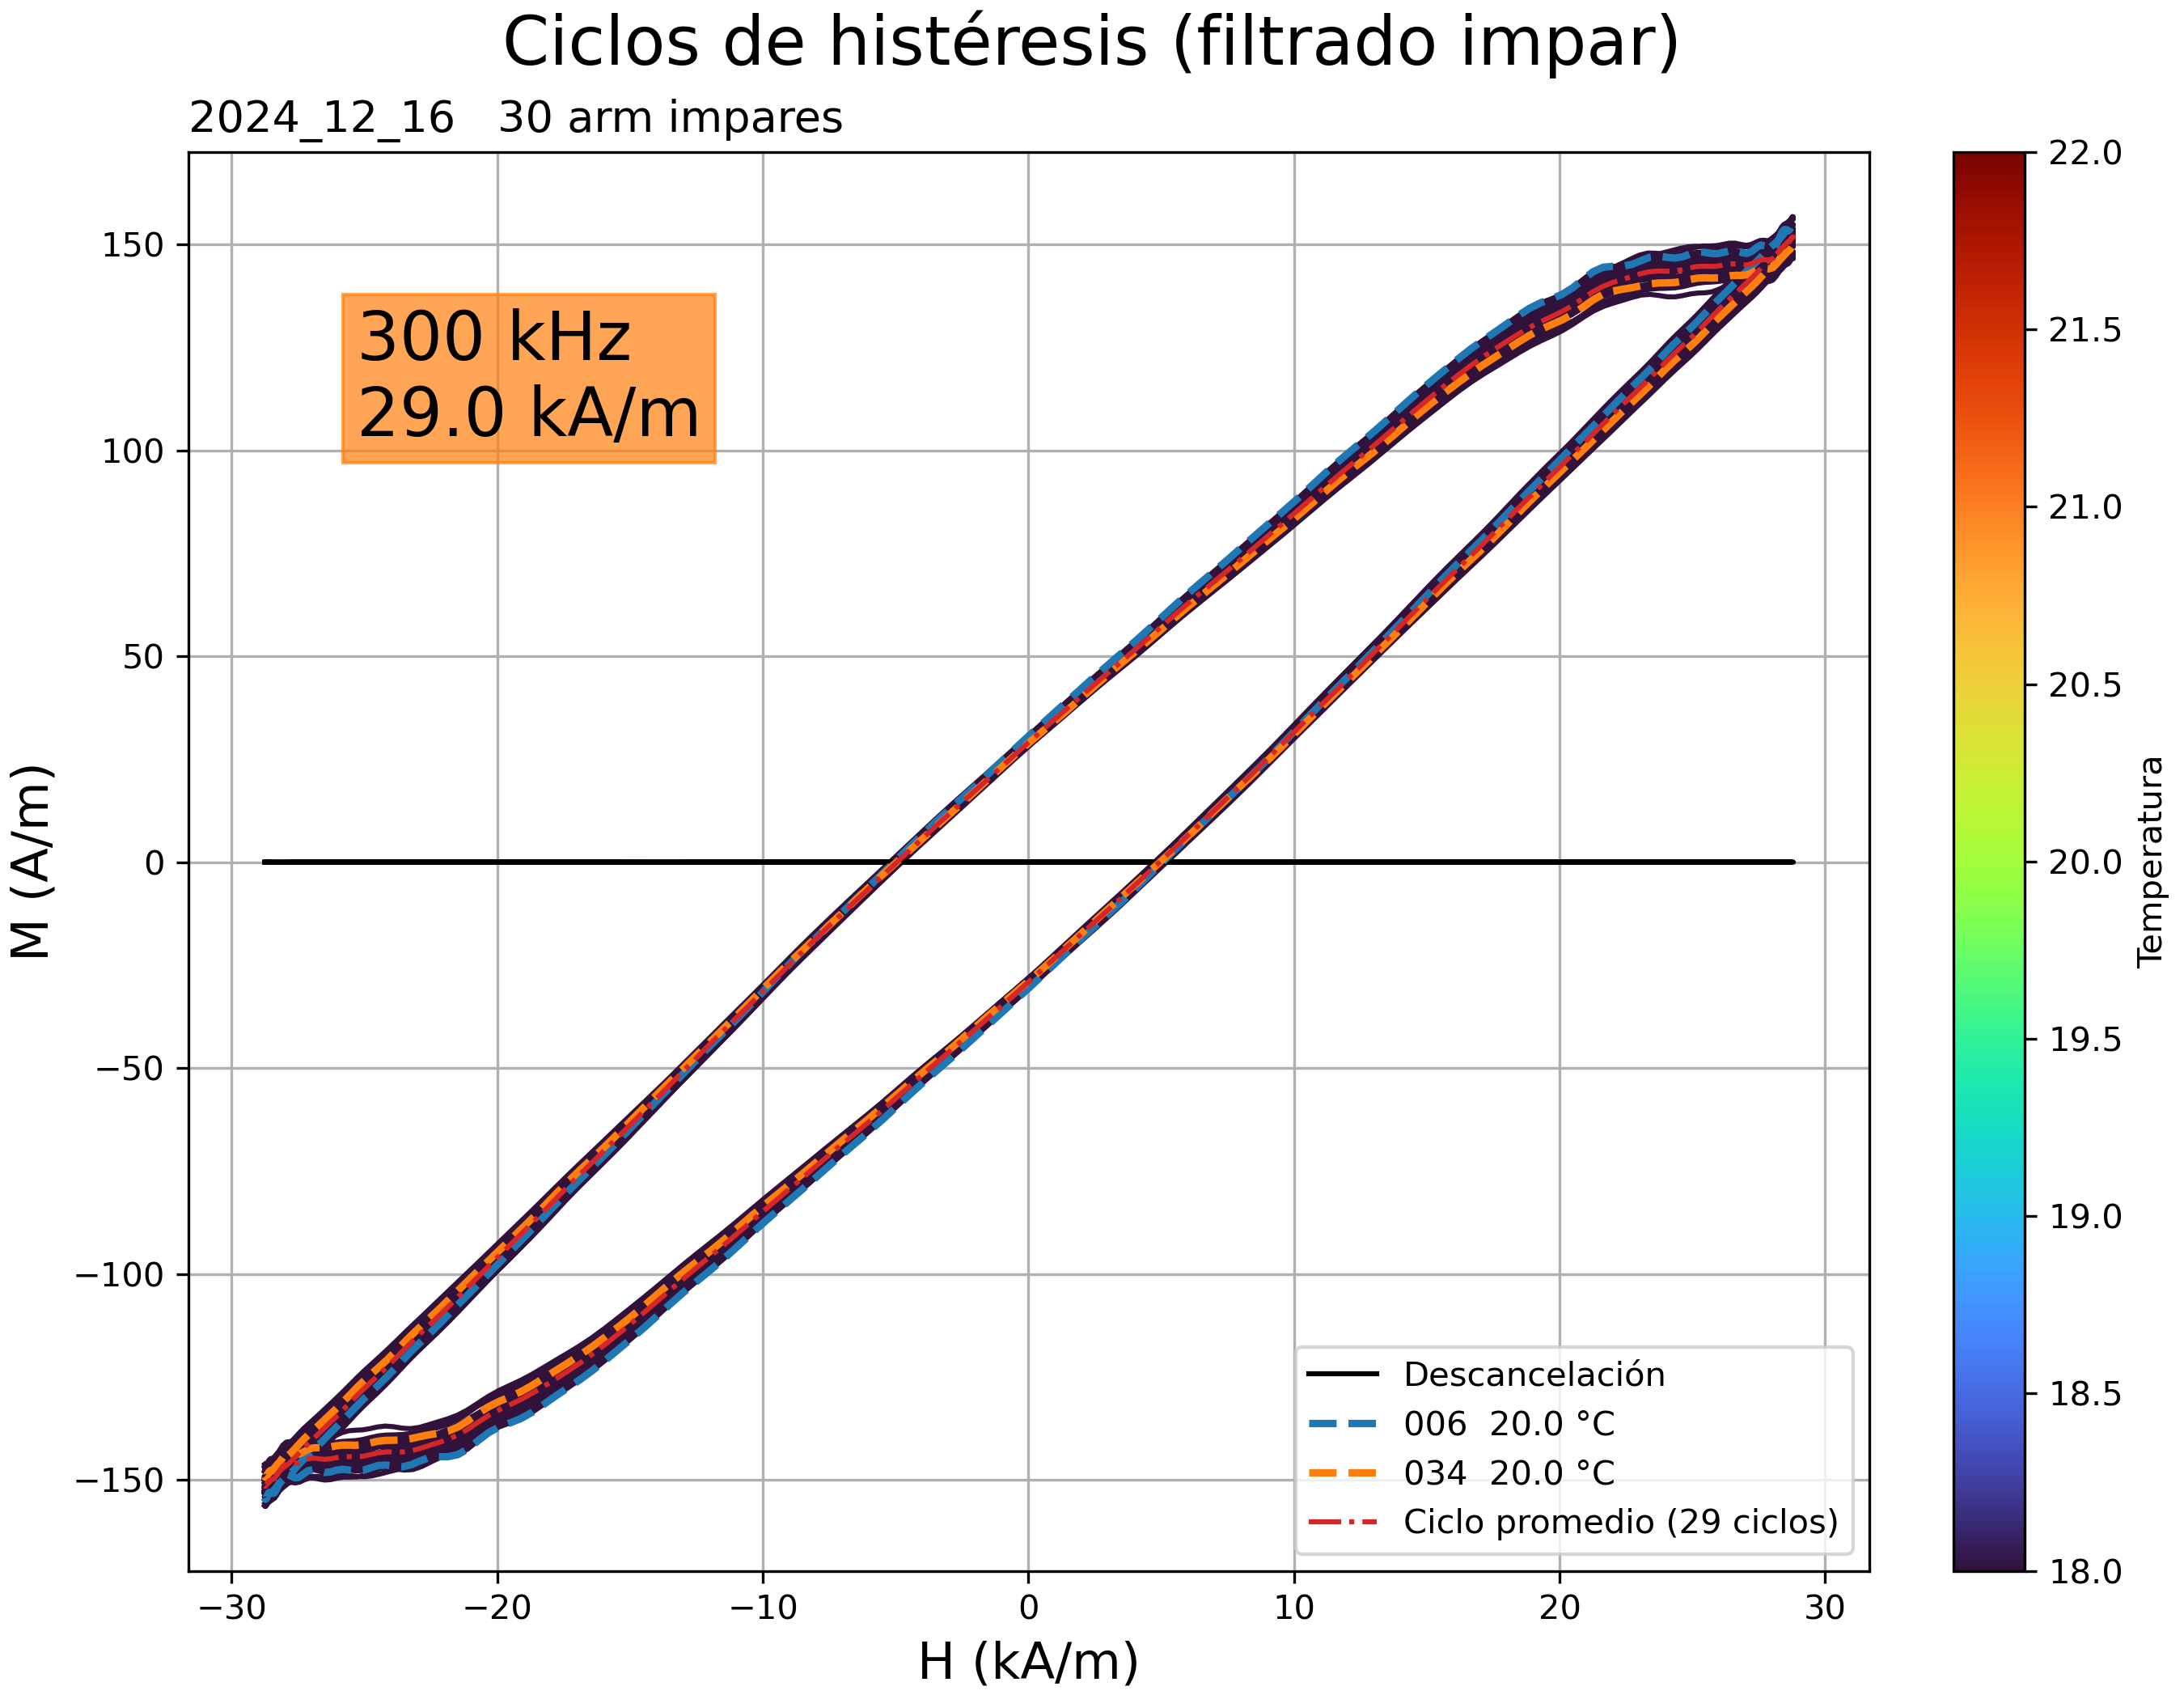 Ciclos de histéresis (filtrado impar)
2024_12_16   30 arm impares
300 kHz
29.0 kA/m
M (A/m)
150
100
50
0
−50
−100
−150
−30
−20
−10
0
10
20
30
H (kA/m)
Descancelación
006  20.0 °C
034  20.0 °C
Ciclo promedio (29 ciclos)
22.0
21.5
21.0
20.5
20.0
19.5
19.0
18.5
18.0
Temperatura